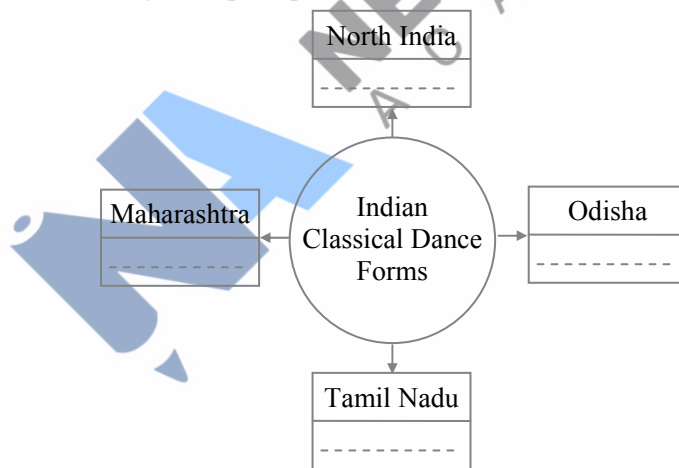 North India
Maharashtra
Indian
Classical Dance
Forms
Odisha
Tamil Nadu